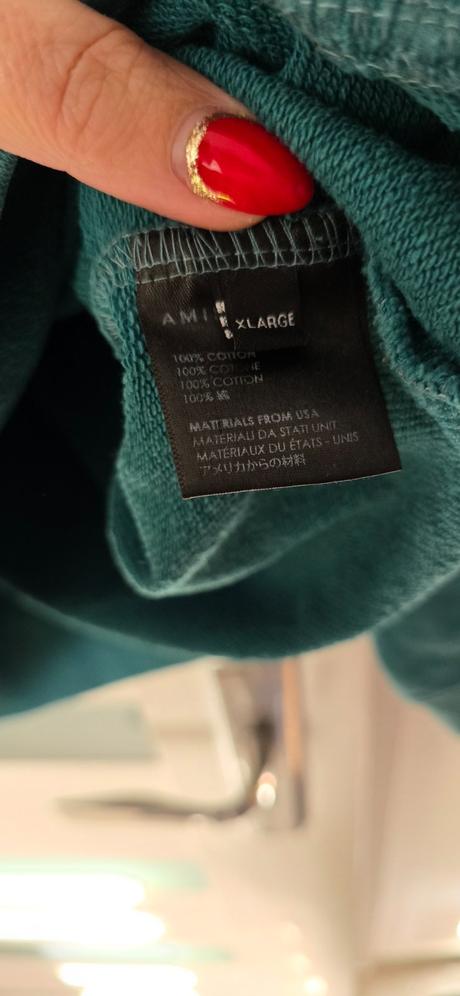 AMI
XLARGE
100% COTTON
100% COTONE
100% COTTON
100% 綿
MATERIALS FROM USA
MATERIALI DA STATI UNIT
MATÉRIAUX DU ÉTATS - UNIS
アメリカからの材料